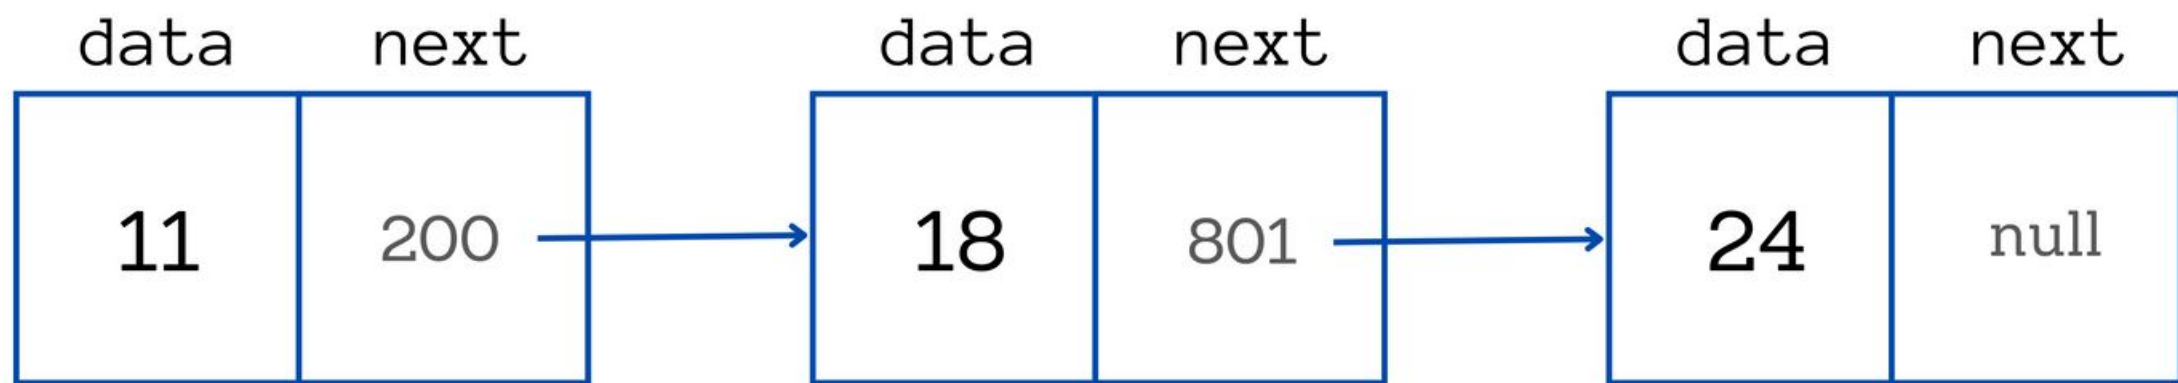 data next data next data next
11 200 18 801 24 null